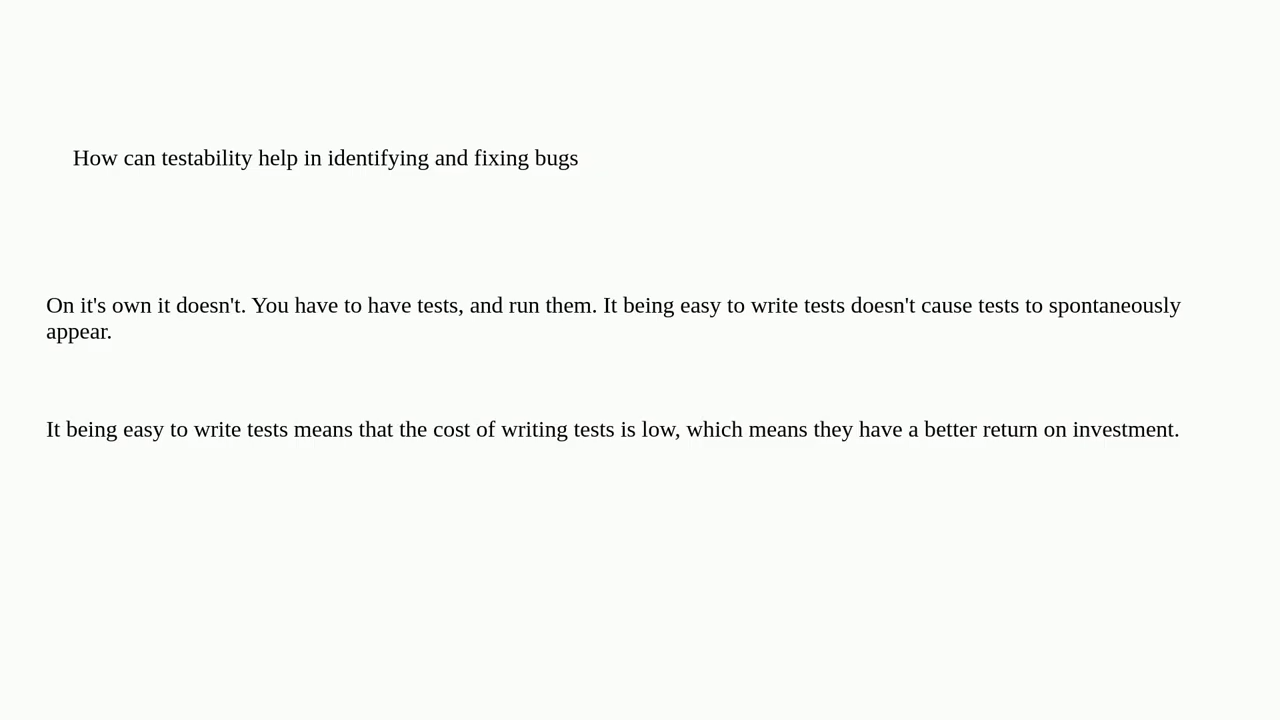 How can testability help in identifying and fixing bugs
On it's own it doesn't. You have to have tests, and run them. It being easy to write tests doesn't cause tests to spontaneously
appear.
It being easy to write tests means that the cost of writing tests is low, which means they have a better return on investment.